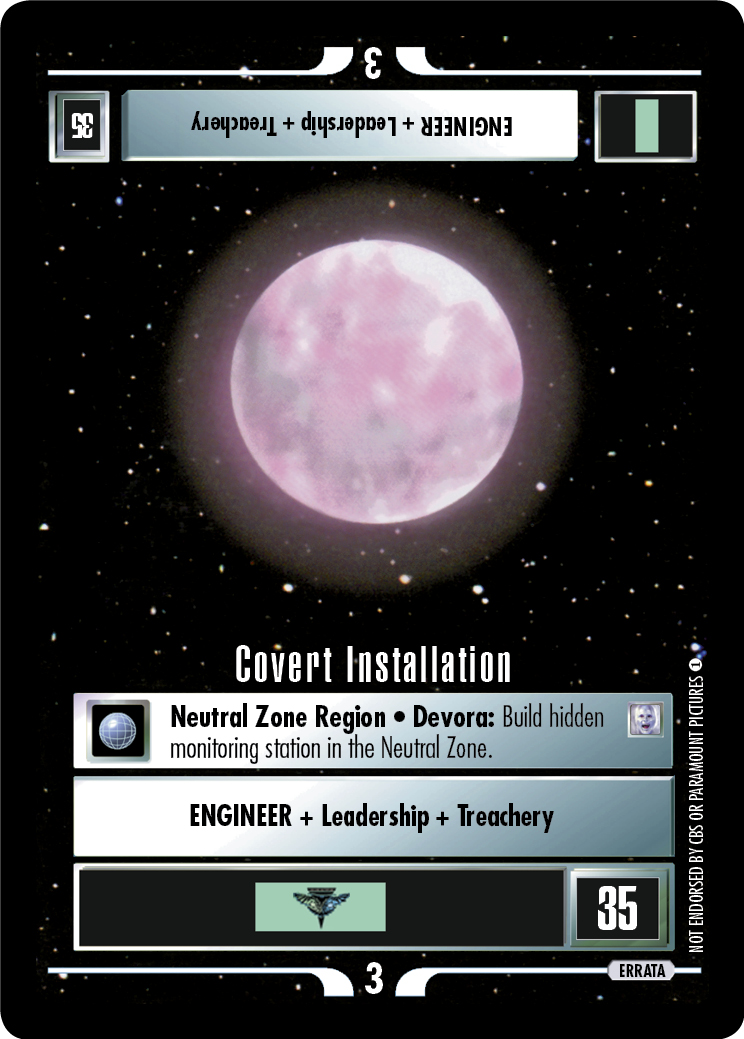 3
35
ENGINEER + Leadership + Treachery
Covert Installation
Neutral Zone Region • Devora: Build hidden
monitoring station in the Neutral Zone.
ENGINEER + Leadership + Treachery
35
3
ERRATA
NOT ENDORSED BY CBS OR PARAMOUNT PICTURES 1